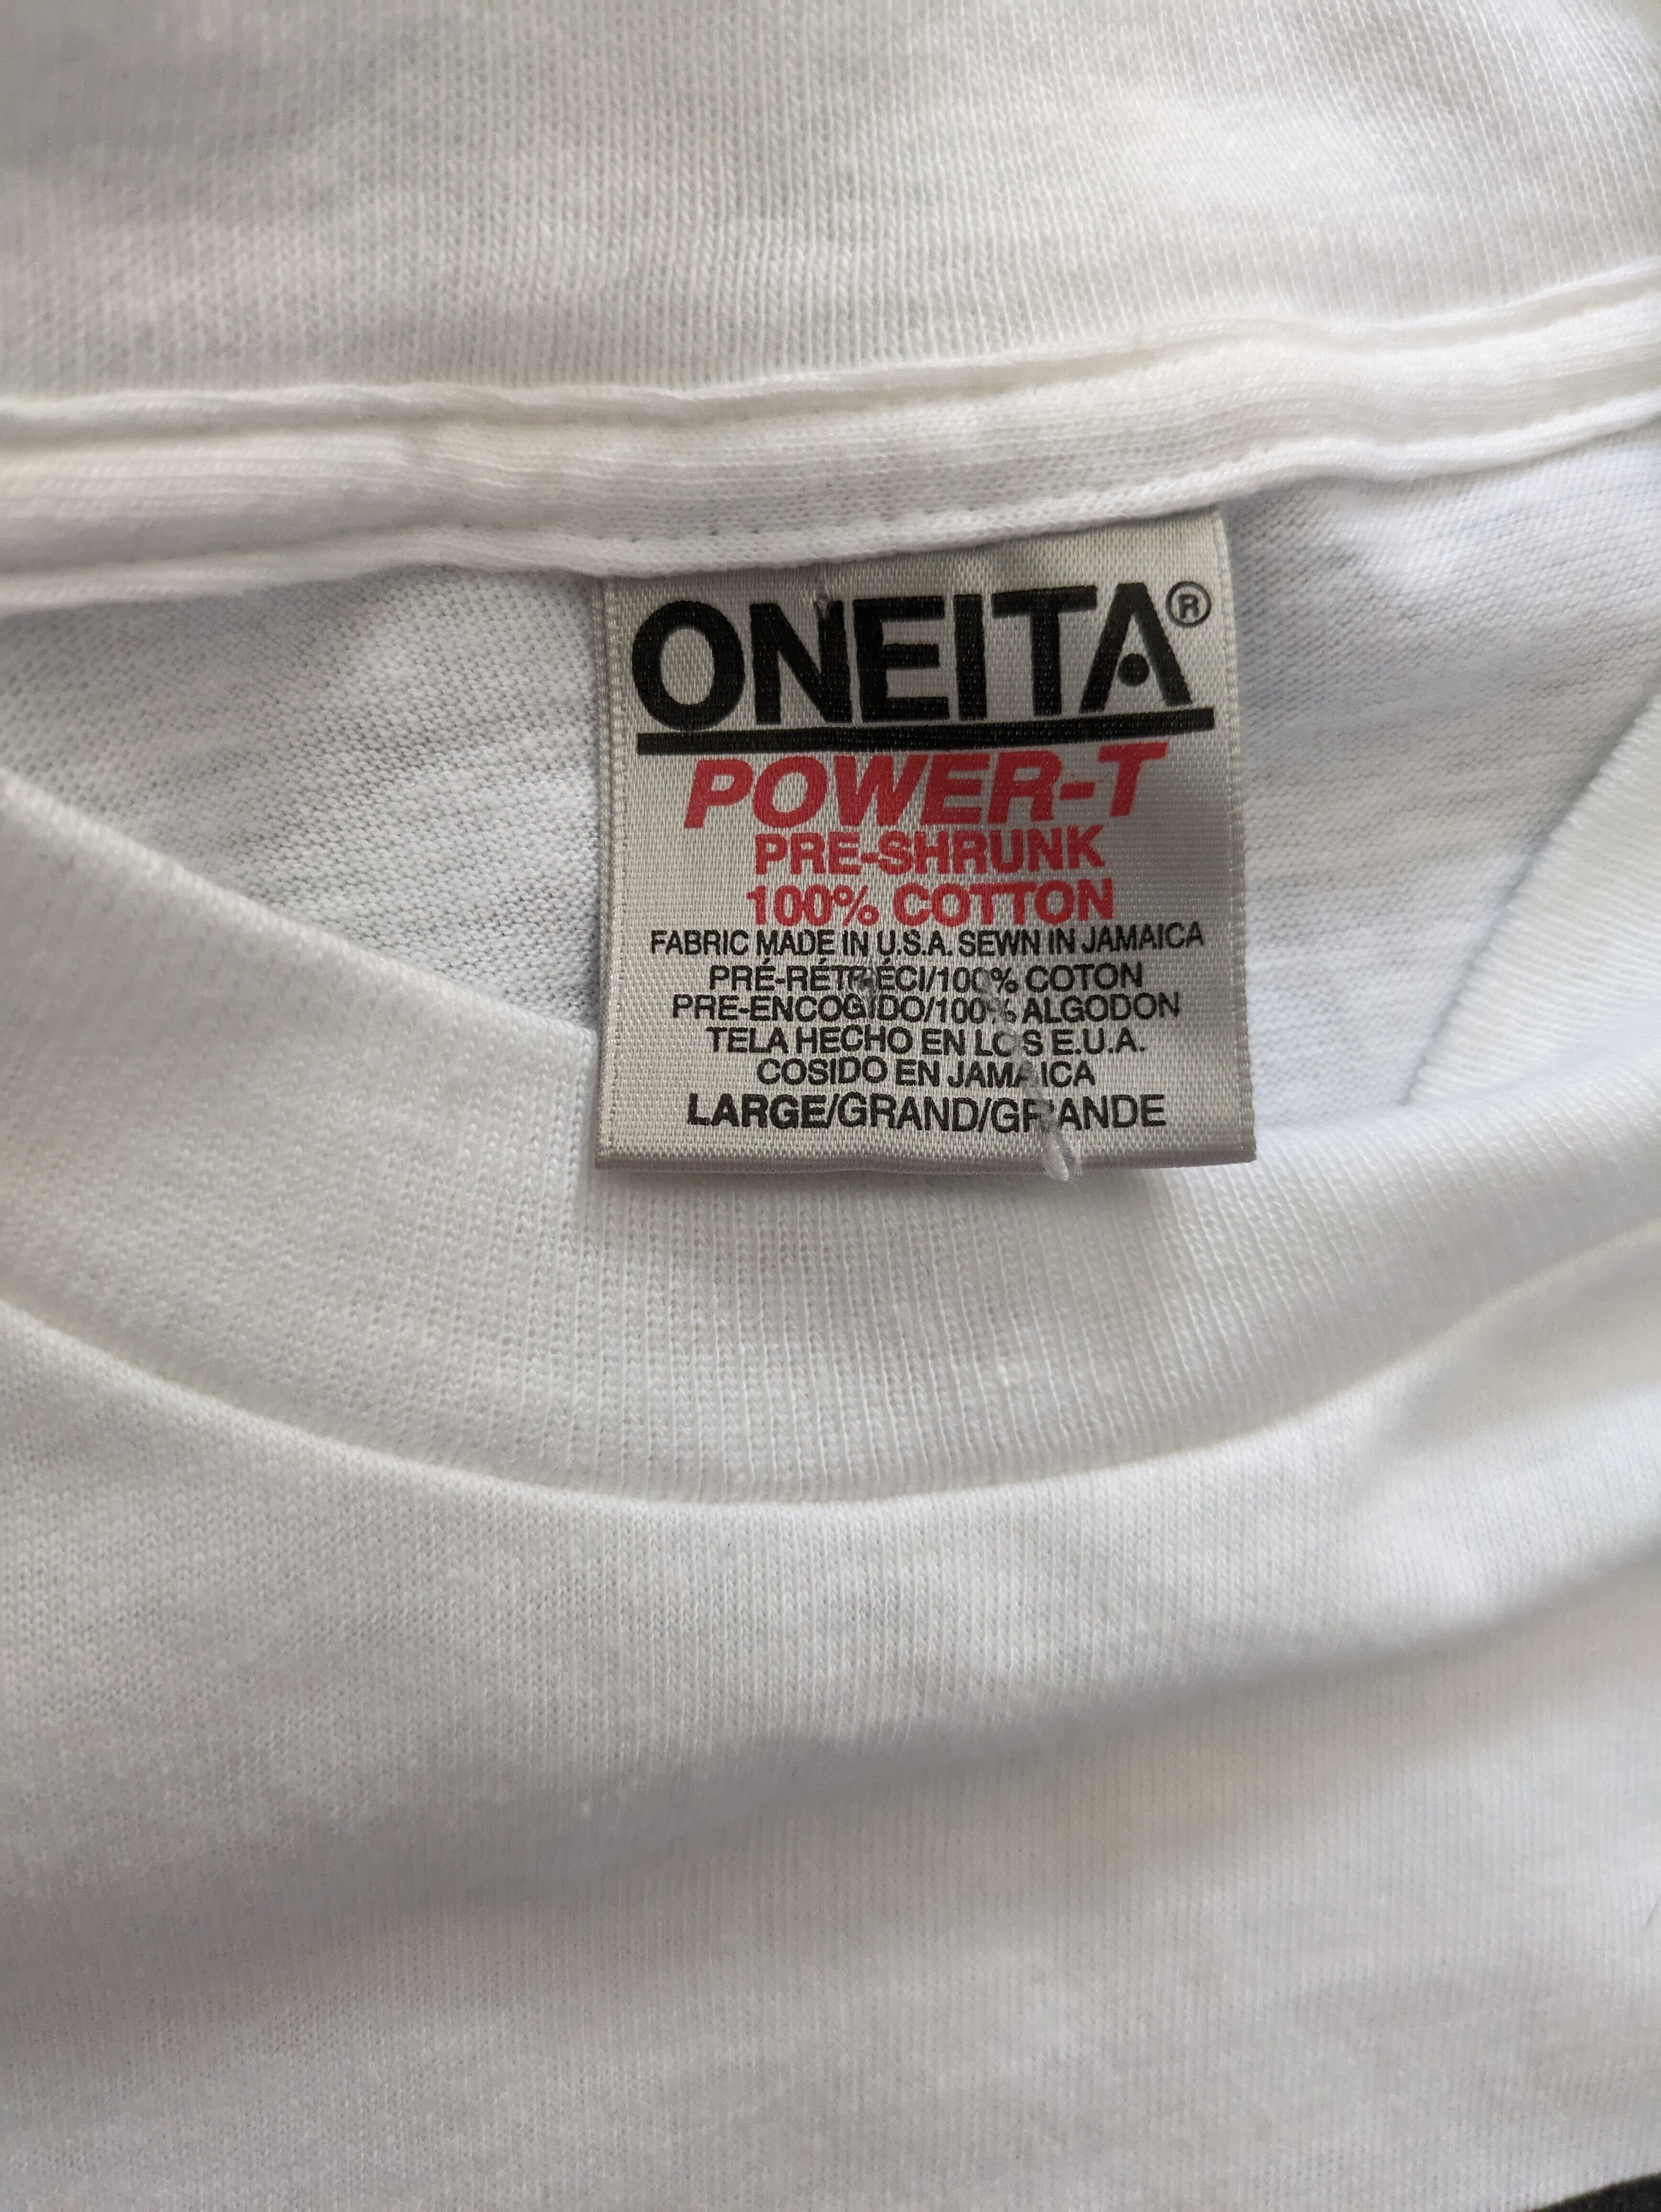 ONEITA®
POWER-T
PRE-SHRUNK
100% COTTON
FABRIC MADE IN U.S.A. SEWN IN JAMAICA
PRÉ-RÉTRÉCI/100% COTON
PRE-ENCOGIDO/100% ALGODON
TELA HECHO EN LOS E.U.A.
COSIDO EN JAMAICA
LARGE/GRAND/GRANDE